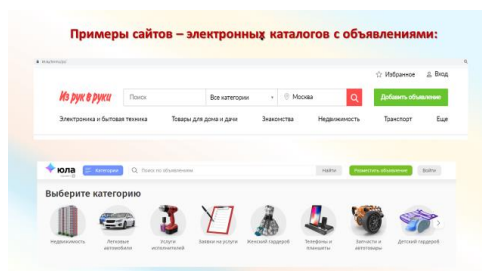 Примеры сайтов – электронных каталогов с объявлениями:
Избранное Вход
Из рук в руки Поиск Все категории Москва Добавить объявление
Электроника и бытовая техника Товары для дома и дачи Знакомства Недвижимость Транспорт Еще
юла Категории Поиск по объявлениям Найти Разместить объявление Войти
Выберите категорию
Недвижимость Легковые автомобили Услуги исполнителей Заявки на услуги Женский гардероб Телефоны и планшеты Запчасти и автотовары Детский гардероб